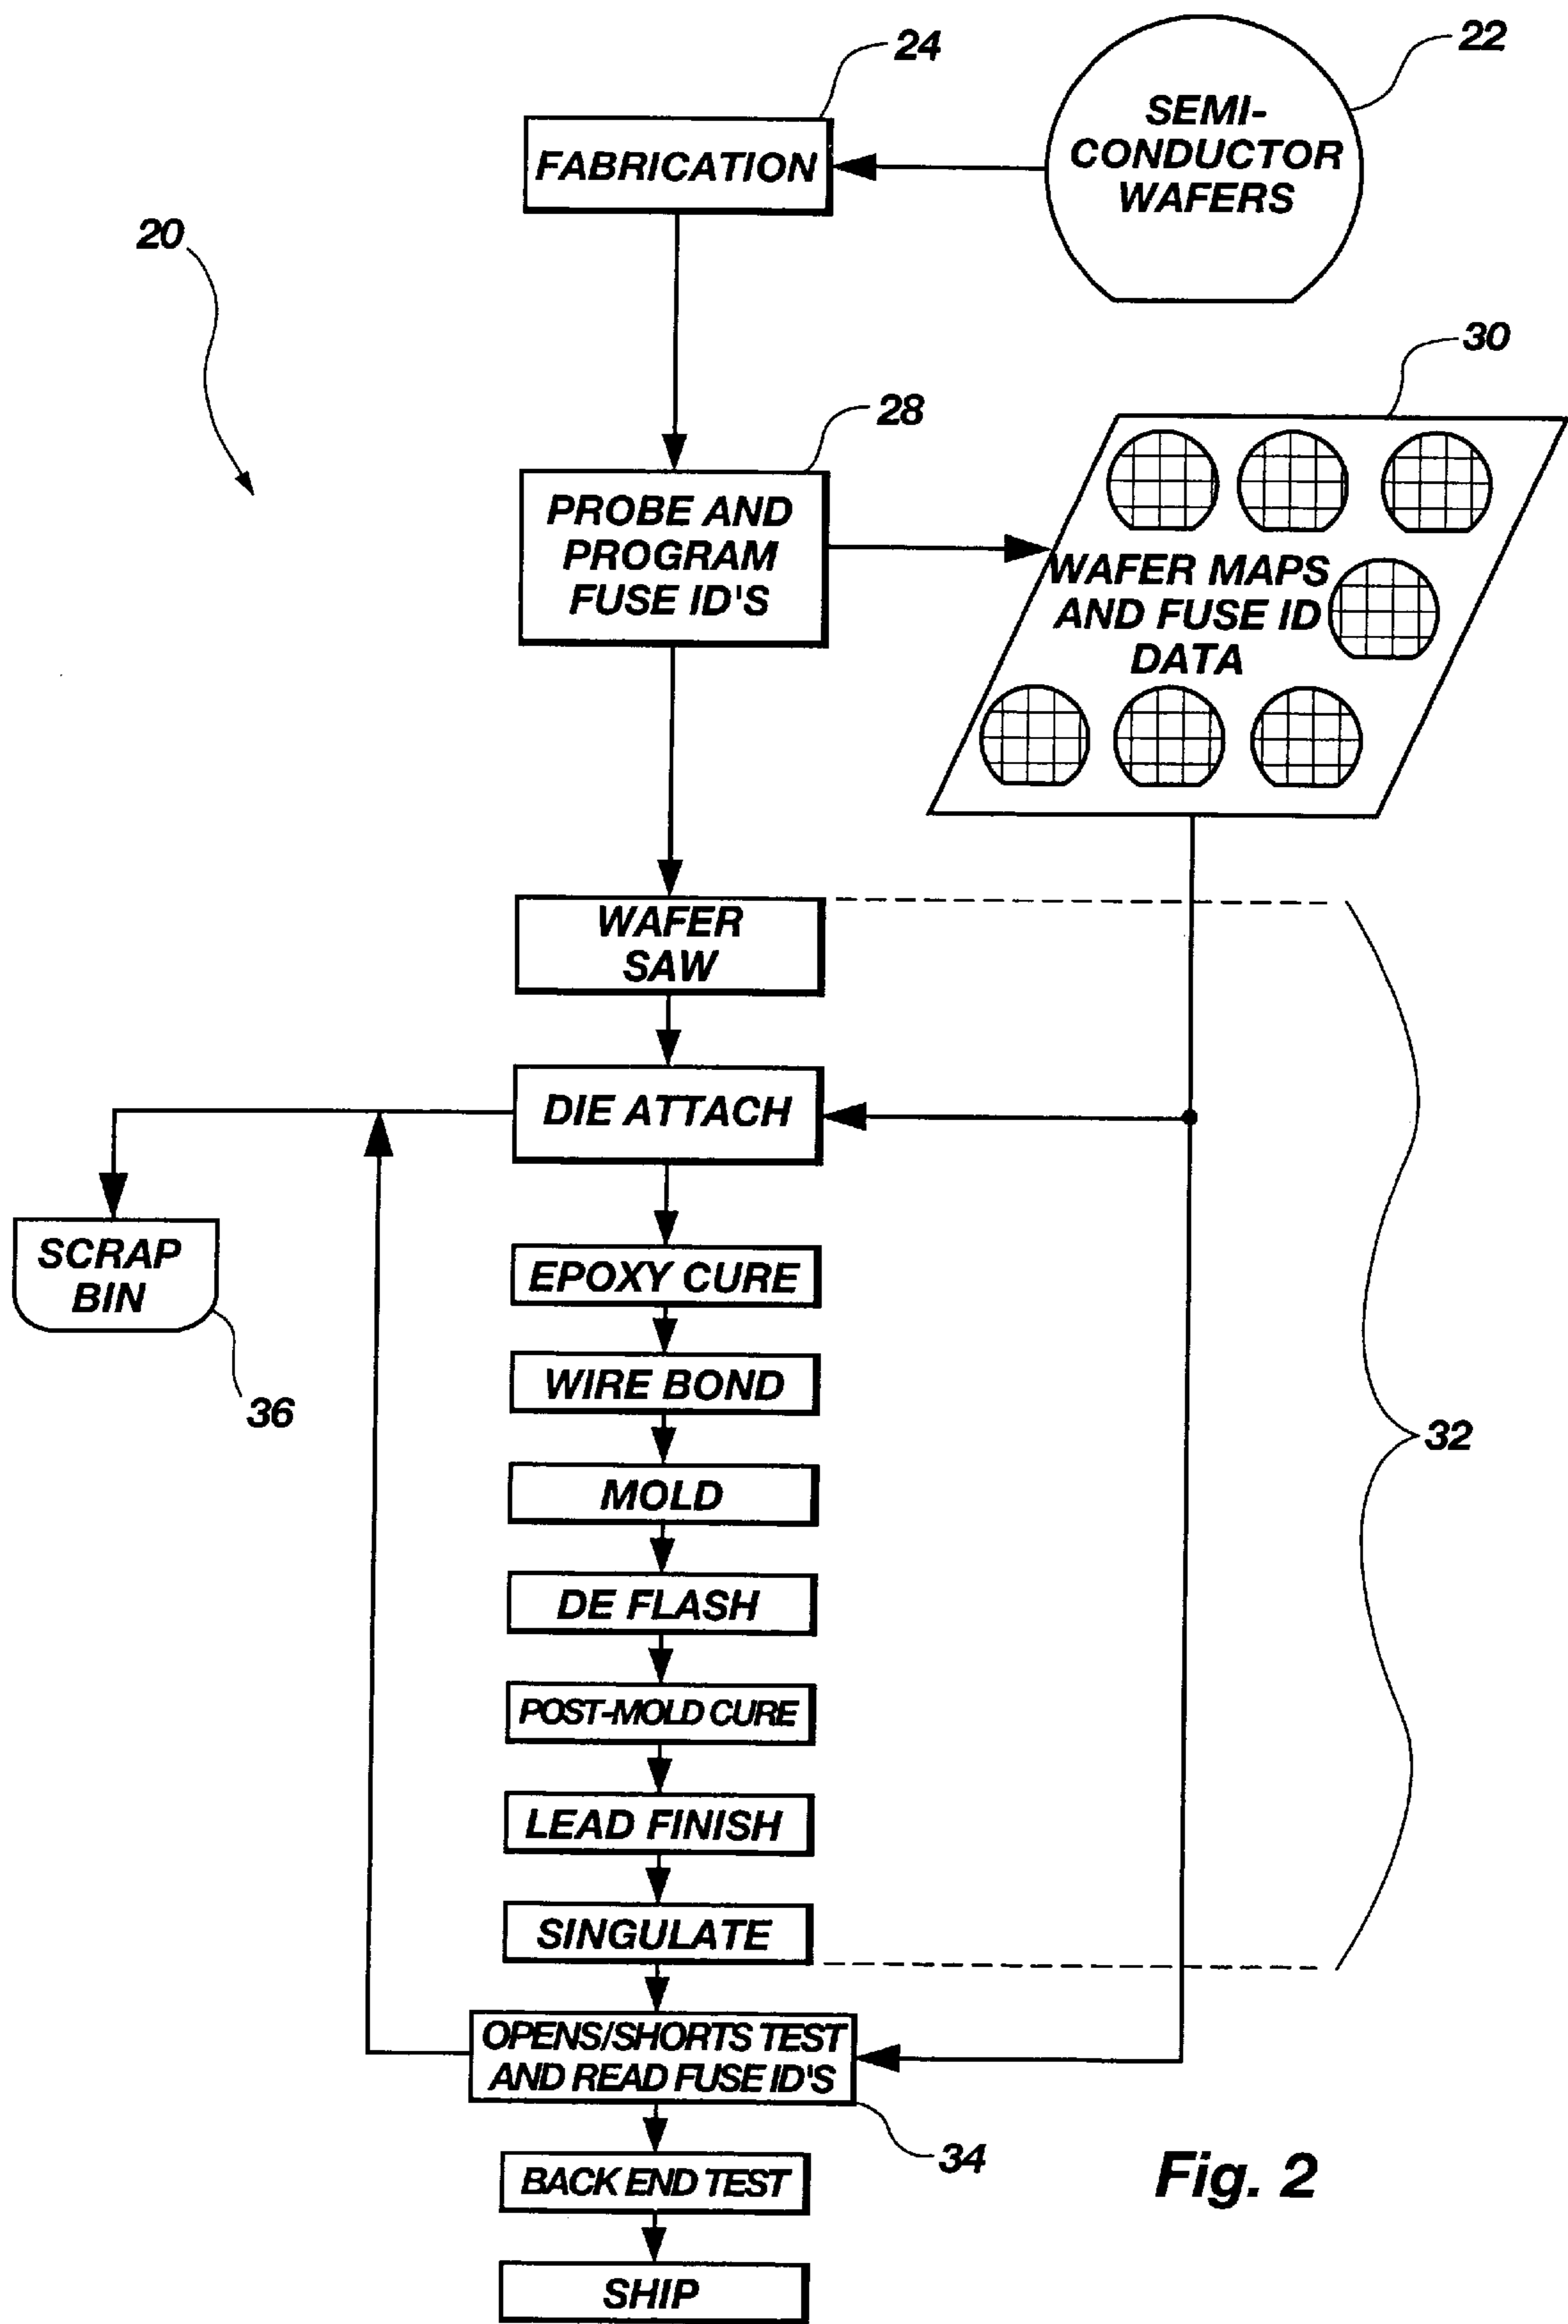 24
22
SEMI-
CONDUCTOR
WAFERS
FABRICATION
20
30
28
PROBE AND
PROGRAM
FUSE ID'S
WAFER MAPS
AND FUSE ID
DATA
WAFER
SAW
DIE ATTACH
SCRAP
BIN
36
EPOXY CURE
WIRE BOND
32
MOLD
DE FLASH
POST-MOLD CURE
LEAD FINISH
SINGULATE
OPENS/SHORTS TEST
AND READ FUSE ID'S
34
BACK END TEST
SHIP
Fig. 2